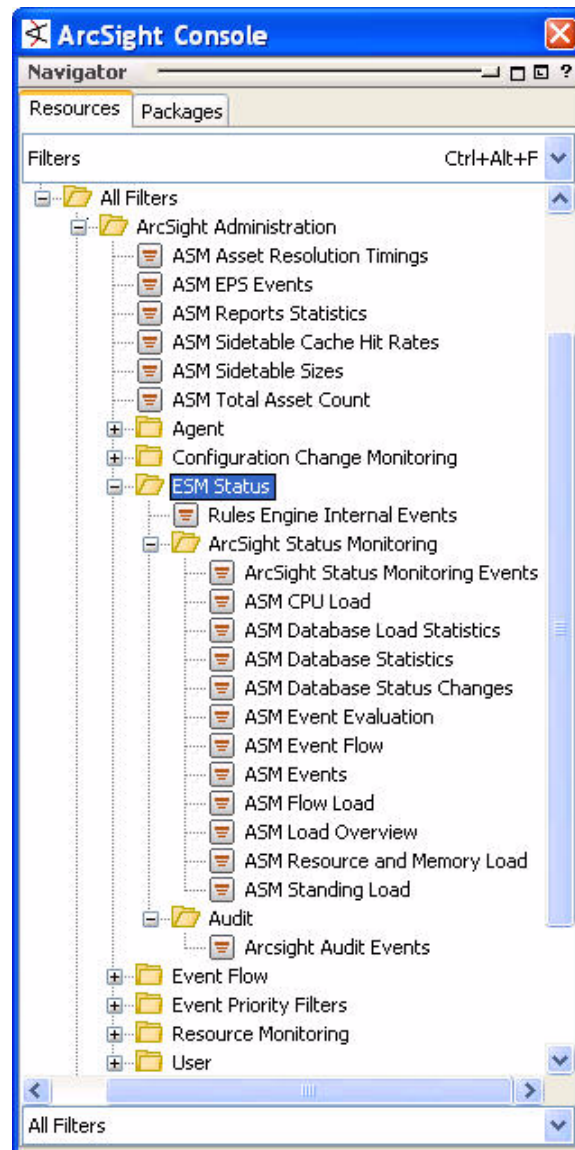 ArcSight Console
Navigator ?
Resources Packages
Filters Ctrl+Alt+F
All Filters
ArcSight Administration
ASM Asset Resolution Timings
ASM EPS Events
ASM Reports Statistics
ASM Sidetable Cache Hit Rates
ASM Sidetable Sizes
ASM Total Asset Count
Agent
Configuration Change Monitoring
ESM Status
Rules Engine Internal Events
ArcSight Status Monitoring
ArcSight Status Monitoring Events
ASM CPU Load
ASM Database Load Statistics
ASM Database Statistics
ASM Database Status Changes
ASM Event Evaluation
ASM Event Flow
ASM Events
ASM Flow Load
ASM Load Overview
ASM Resource and Memory Load
ASM Standing Load
Audit
Arcsight Audit Events
Event Flow
Event Priority Filters
Resource Monitoring
User
All Filters